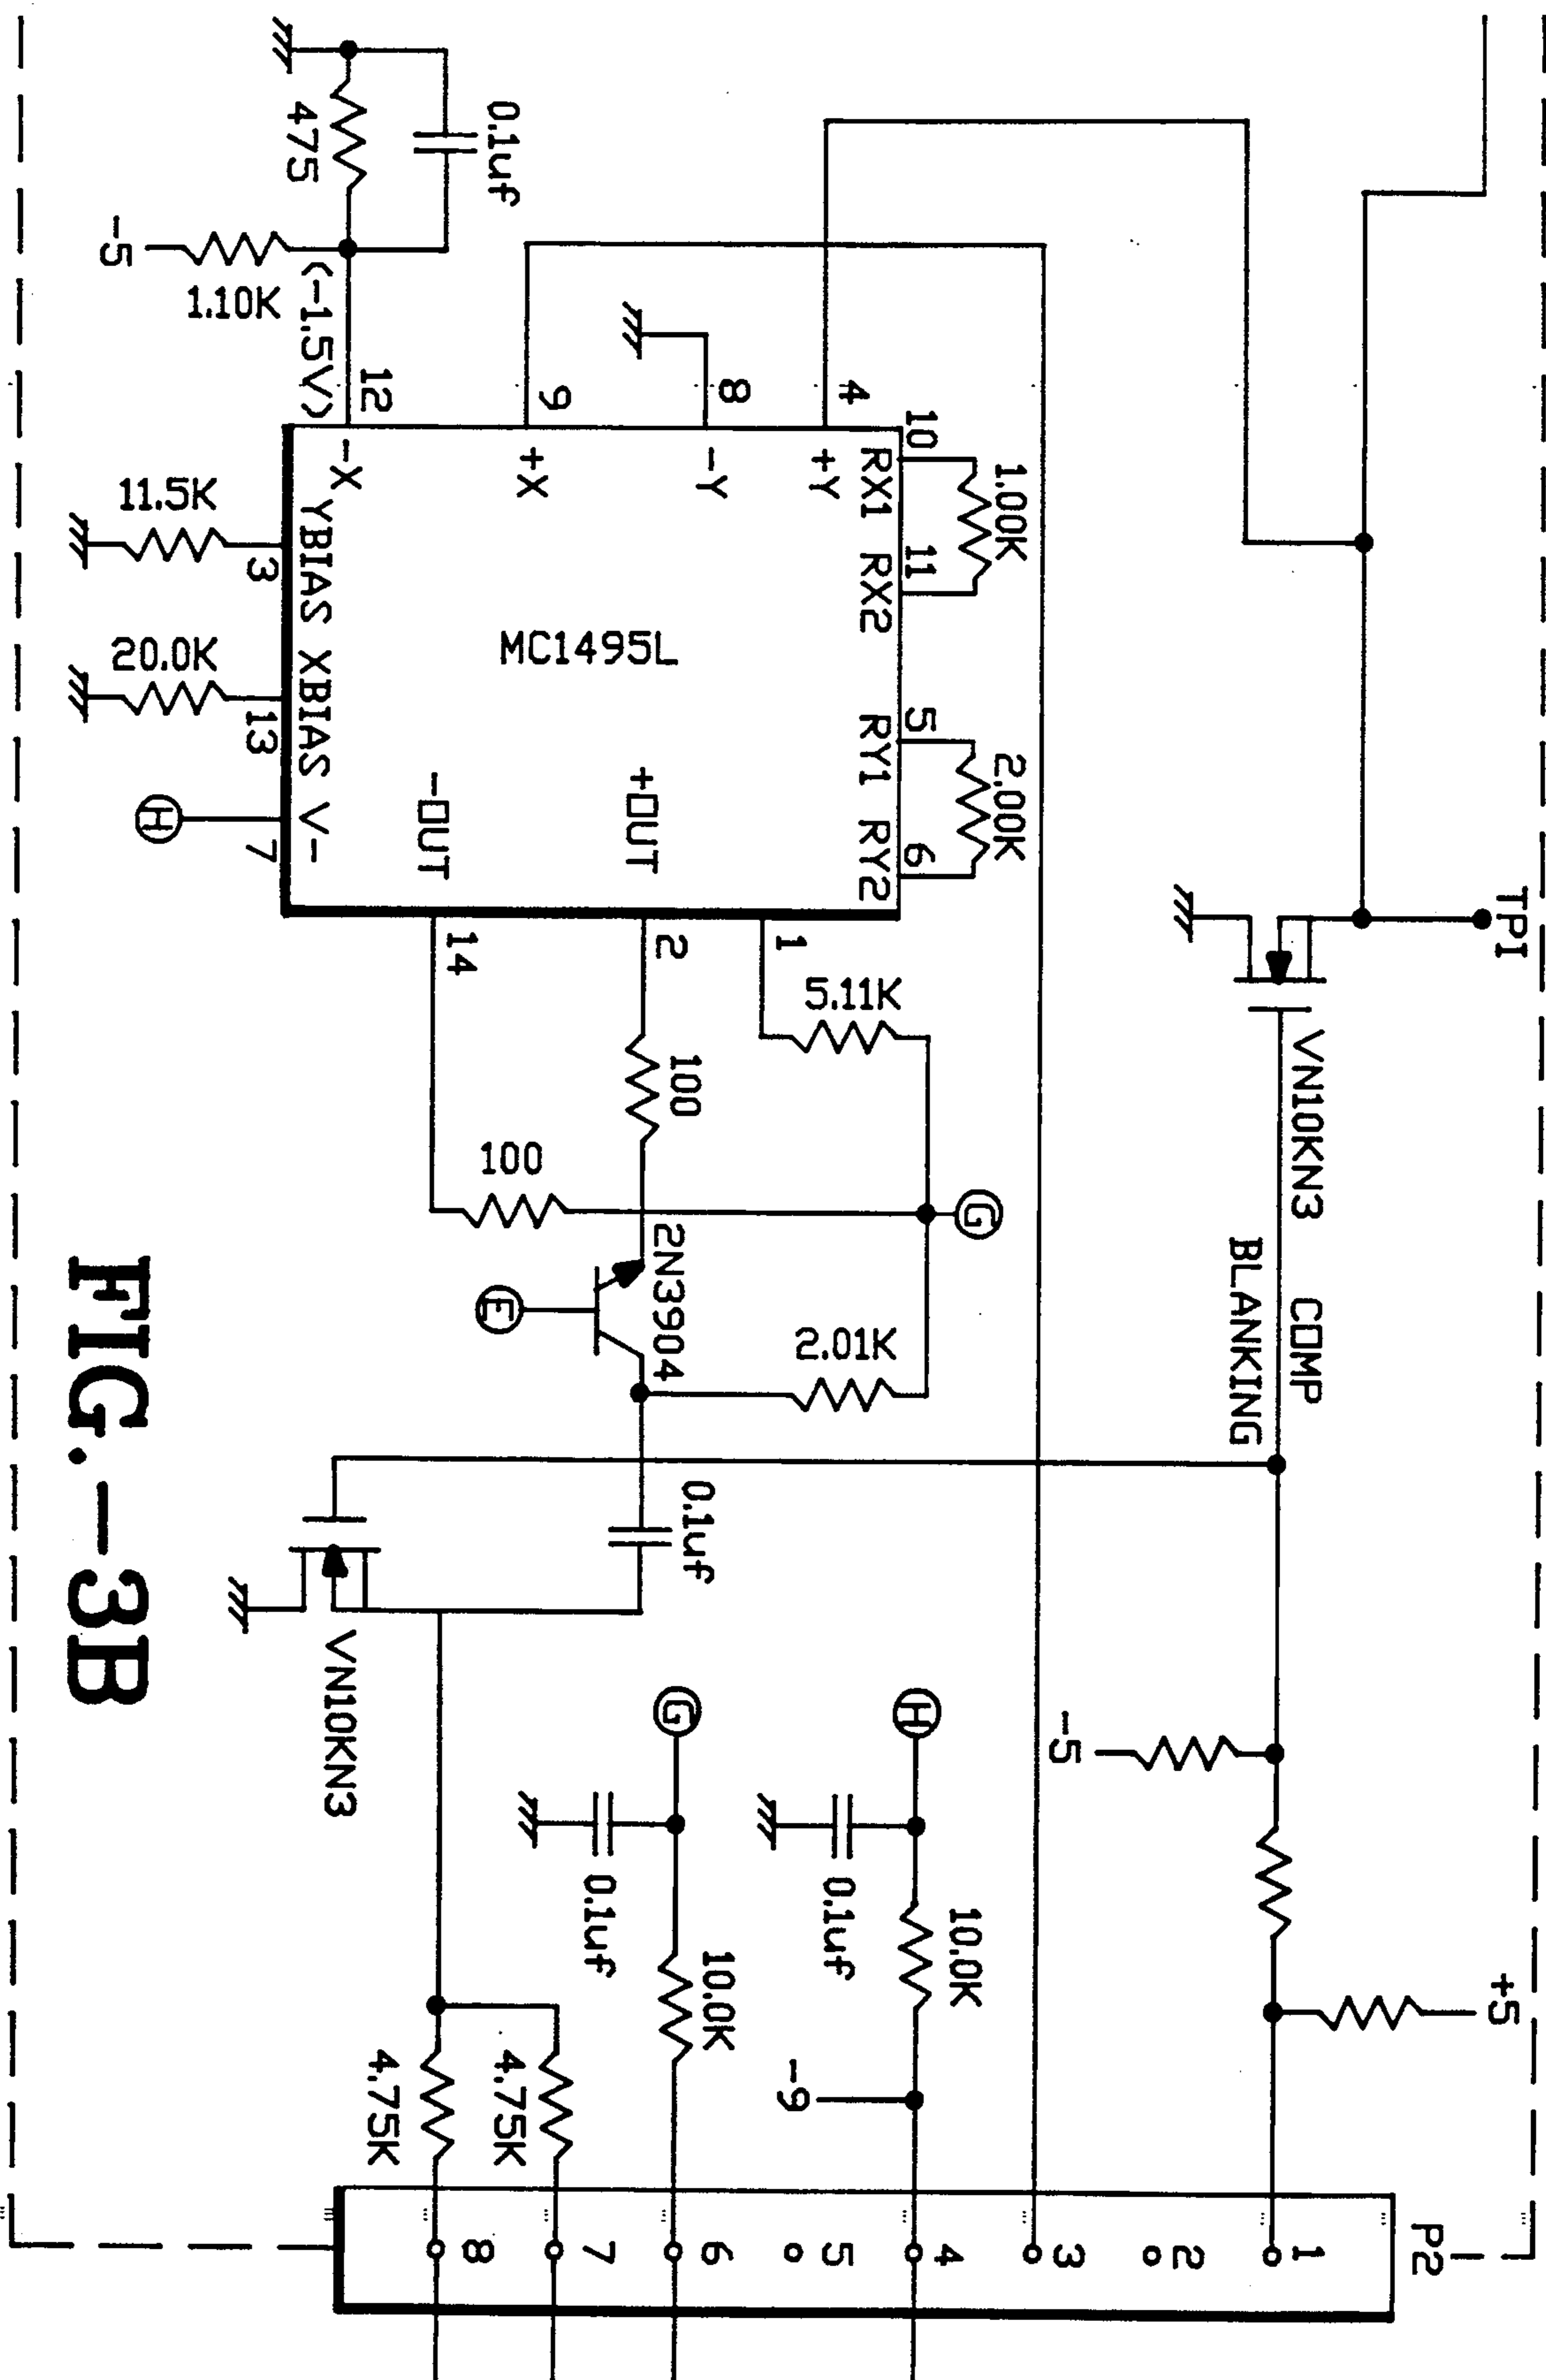 TPI
VN10KN3
COMP
BLANKING
+5
-5
P2
1
2
3
4
5
6
7
8
0.1uf
475
-5
1.10K
(-1.5V)
12
9
8
4
10
1.00K
11
5
2.00K
6
RX1 RX2 RY1 RY2
+Y
-Y
+X
-X
MC1495L
+OUT
-OUT
YBIAS XBIAS V-
11.5K
3
20.0K
13
H
7
1
2
14
5.11K
100
100
G
2N3904
E
2.01K
0.1uf
VN10KN3
H
0.1uf
10.0K
-9
G
0.1uf
10.0K
4.75K
4.75K
FIG.-3B